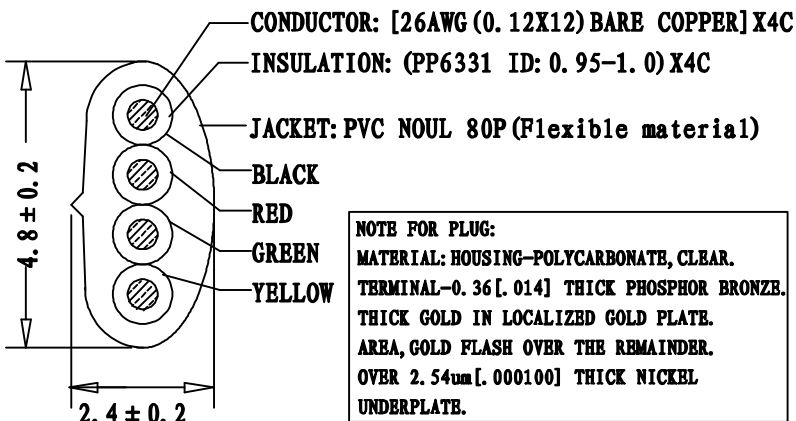 CONDUCTOR: [26AWG(0.12X12)BARE COPPER]X4C
INSULATION: (PP6331 ID:0.95-1.0)X4C
JACKET:PVC NOUL 80P(Flexible material)
BLACK
RED
GREEN
YELLOW
4.8±0.2
2.4±0.2
NOTE FOR PLUG:
MATERIAL:HOUSING-POLYCARBONATE,CLEAR.
TERMINAL-0.36[.014] THICK PHOSPHOR BRONZE.
THICK GOLD IN LOCALIZED GOLD PLATE.
AREA,GOLD FLASH OVER THE REMAINDER.
OVER 2.54um[.000100] THICK NICKEL
UNDERPLATE.